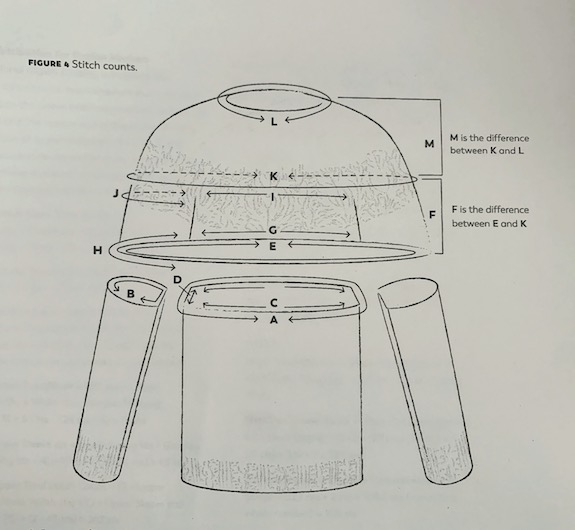 FIGURE 4 Stitch counts.
L
M
M is the difference
between K and L
K
J
I
F
F is the difference
between E and K
G
H
E
D
B
C
A